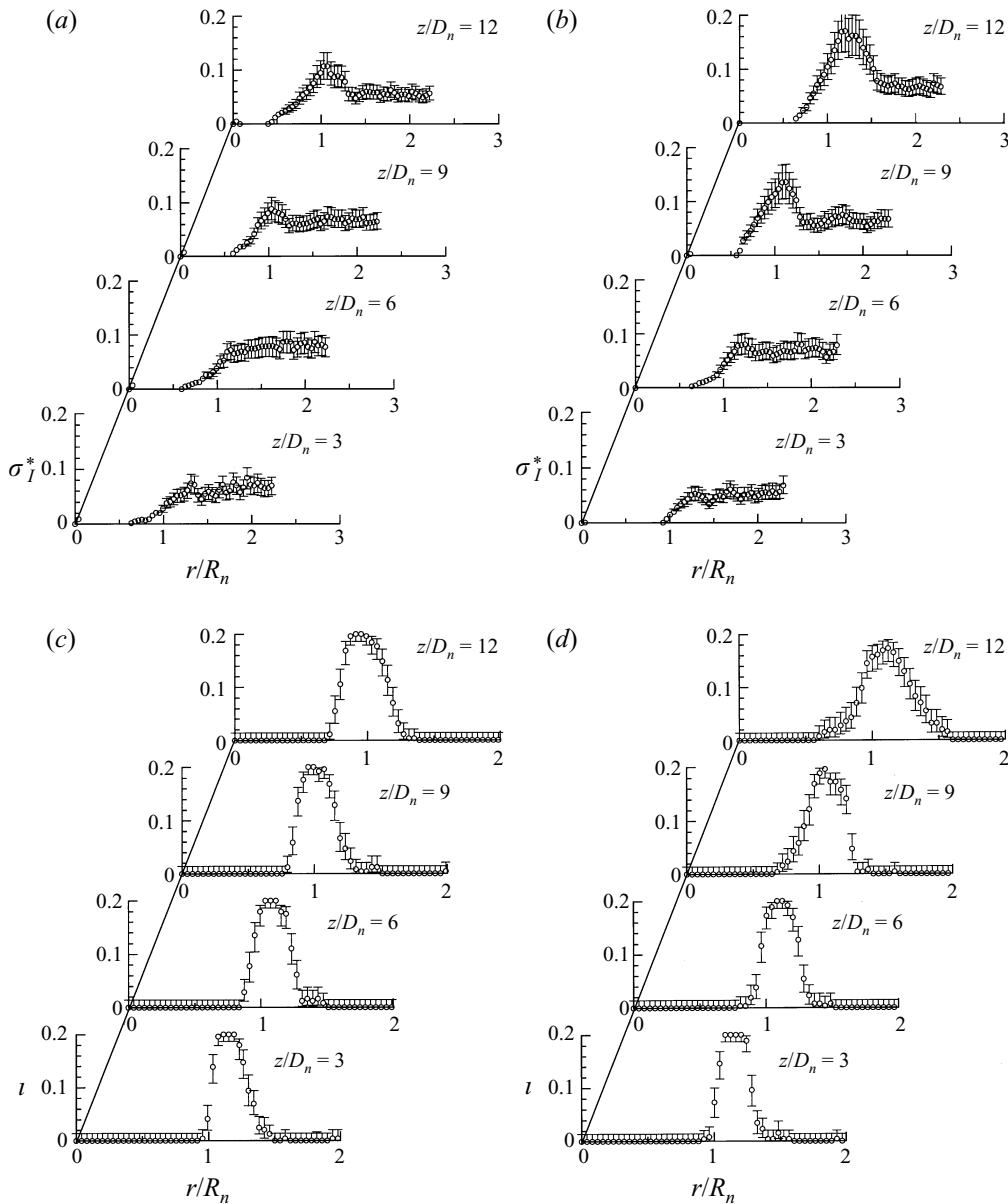 (a)
z/Dn = 12
0.2
0.1
0
0 1 2 3
z/Dn = 9
0.2
0.1
0
0 1 2 3
z/Dn = 6
0.2
0.1
0
0 1 2 3
z/Dn = 3
0.2
σI* 0.1
0
0 1 2 3
r/Rn
(b)
z/Dn = 12
0.2
0.1
0
0 1 2 3
z/Dn = 9
0.2
0.1
0
0 1 2 3
z/Dn = 6
0.2
0.1
0
0 1 2 3
z/Dn = 3
0.2
σI* 0.1
0
0 1 2 3
r/Rn
(c)
z/Dn = 12
0.2
0.1
0
0 1 2
z/Dn = 9
0.2
0.1
0
0 1 2
z/Dn = 6
0.2
0.1
0
0 1 2
z/Dn = 3
0.2
ι 0.1
0
0 1 2
r/Rn
(d)
z/Dn = 12
0.2
0.1
0
0 1 2
z/Dn = 9
0.2
0.1
0
0 1 2
z/Dn = 6
0.2
0.1
0
0 1 2
z/Dn = 3
0.2
ι 0.1
0
0 1 2
r/Rn